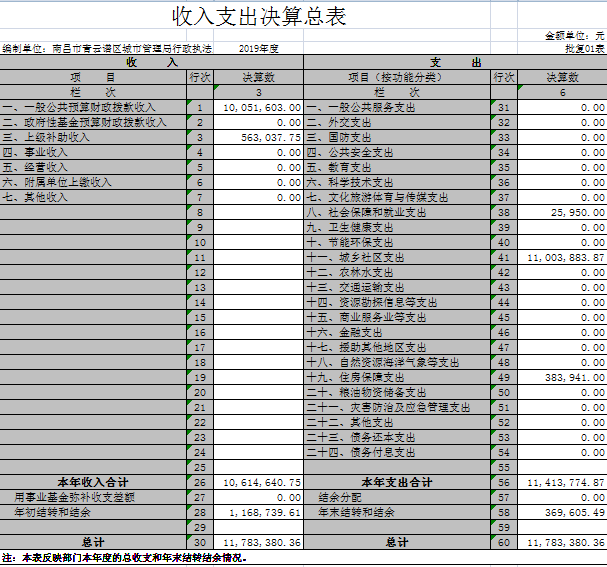 收入支出决算总表
金额单位：元
编制单位：南昌市青云谱区城市管理局行政执法 2019年度 批复01表
收 入 支 出
项 目 行次 决算数 项目（按功能分类） 行次 决算数
栏 次 3 栏 次 6
一、一般公共预算财政拨款收入 1 10,051,603.00 一、一般公共服务支出 31 0.00
二、政府性基金预算财政拨款收入 2 0.00 二、外交支出 32 0.00
三、上级补助收入 3 563,037.75 三、国防支出 33 0.00
四、事业收入 4 0.00 四、公共安全支出 34 0.00
五、经营收入 5 0.00 五、教育支出 35 0.00
六、附属单位上缴收入 6 0.00 六、科学技术支出 36 0.00
七、其他收入 7 0.00 七、文化旅游体育与传媒支出 37 0.00
8 八、社会保障和就业支出 38 25,950.00
9 九、卫生健康支出 39 0.00
10 十、节能环保支出 40 0.00
11 十一、城乡社区支出 41 11,003,883.87
12 十二、农林水支出 42 0.00
13 十三、交通运输支出 43 0.00
14 十四、资源勘探信息等支出 44 0.00
15 十五、商业服务业等支出 45 0.00
16 十六、金融支出 46 0.00
17 十七、援助其他地区支出 47 0.00
18 十八、自然资源海洋气象等支出 48 0.00
19 十九、住房保障支出 49 383,941.00
20 二十、粮油物资储备支出 50 0.00
21 二十一、灾害防治及应急管理支出 51 0.00
22 二十二、其他支出 52 0.00
23 二十三、债务还本支出 53 0.00
24 二十四、债务付息支出 54 0.00
25 55
本年收入合计 26 10,614,640.75 本年支出合计 56 11,413,774.87
用事业基金弥补收支差额 27 0.00 结余分配 57 0.00
年初结转和结余 28 1,168,739.61 年末结转和结余 58 369,605.49
29 59
总计 30 11,783,380.36 总计 60 11,783,380.36
注：本表反映部门本年度的总收支和年末结转结余情况。